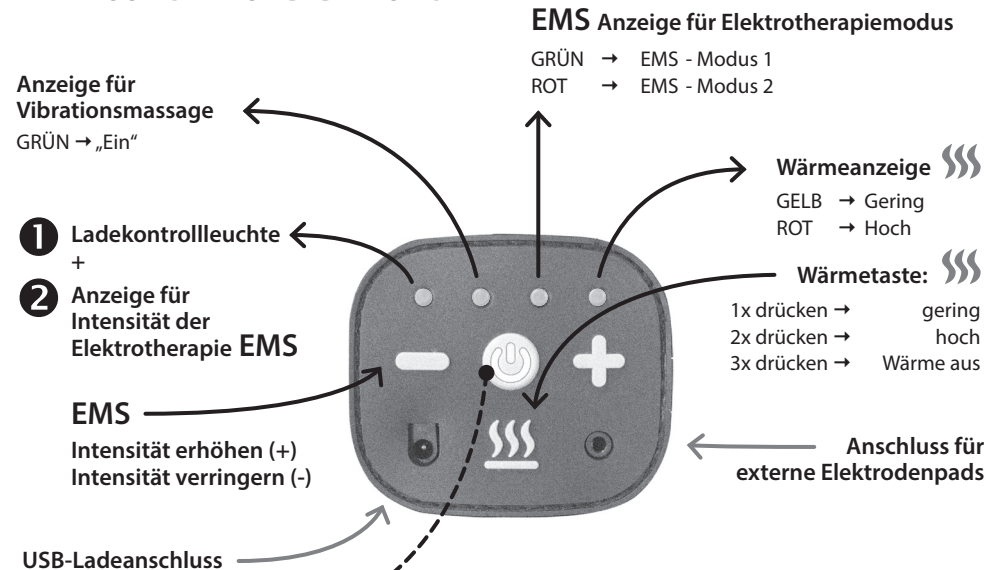 EMS Anzeige für Elektrotherapiemodus
GRÜN → EMS - Modus 1
ROT → EMS - Modus 2
Anzeige für
Vibrationsmassage
GRÜN → „Ein“
Wärmeanzeige
GELB → Gering
ROT → Hoch
1 Ladekontrollleuchte
+
2 Anzeige für
Intensität der
Elektrotherapie EMS
Wärmetaste:
1x drücken → gering
2x drücken → hoch
3x drücken → Wärme aus
EMS
Intensität erhöhen (+)
Intensität verringern (-)
Anschluss für
externe Elektrodenpads
USB-Ladeanschluss